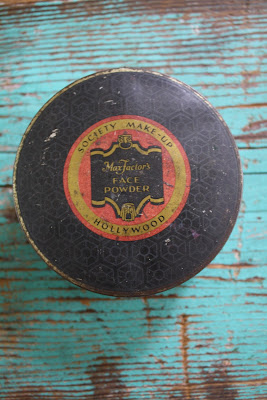 SOCIETY MAKE-UP
Max Factor's
FACE
POWDER
HOLLYWOOD